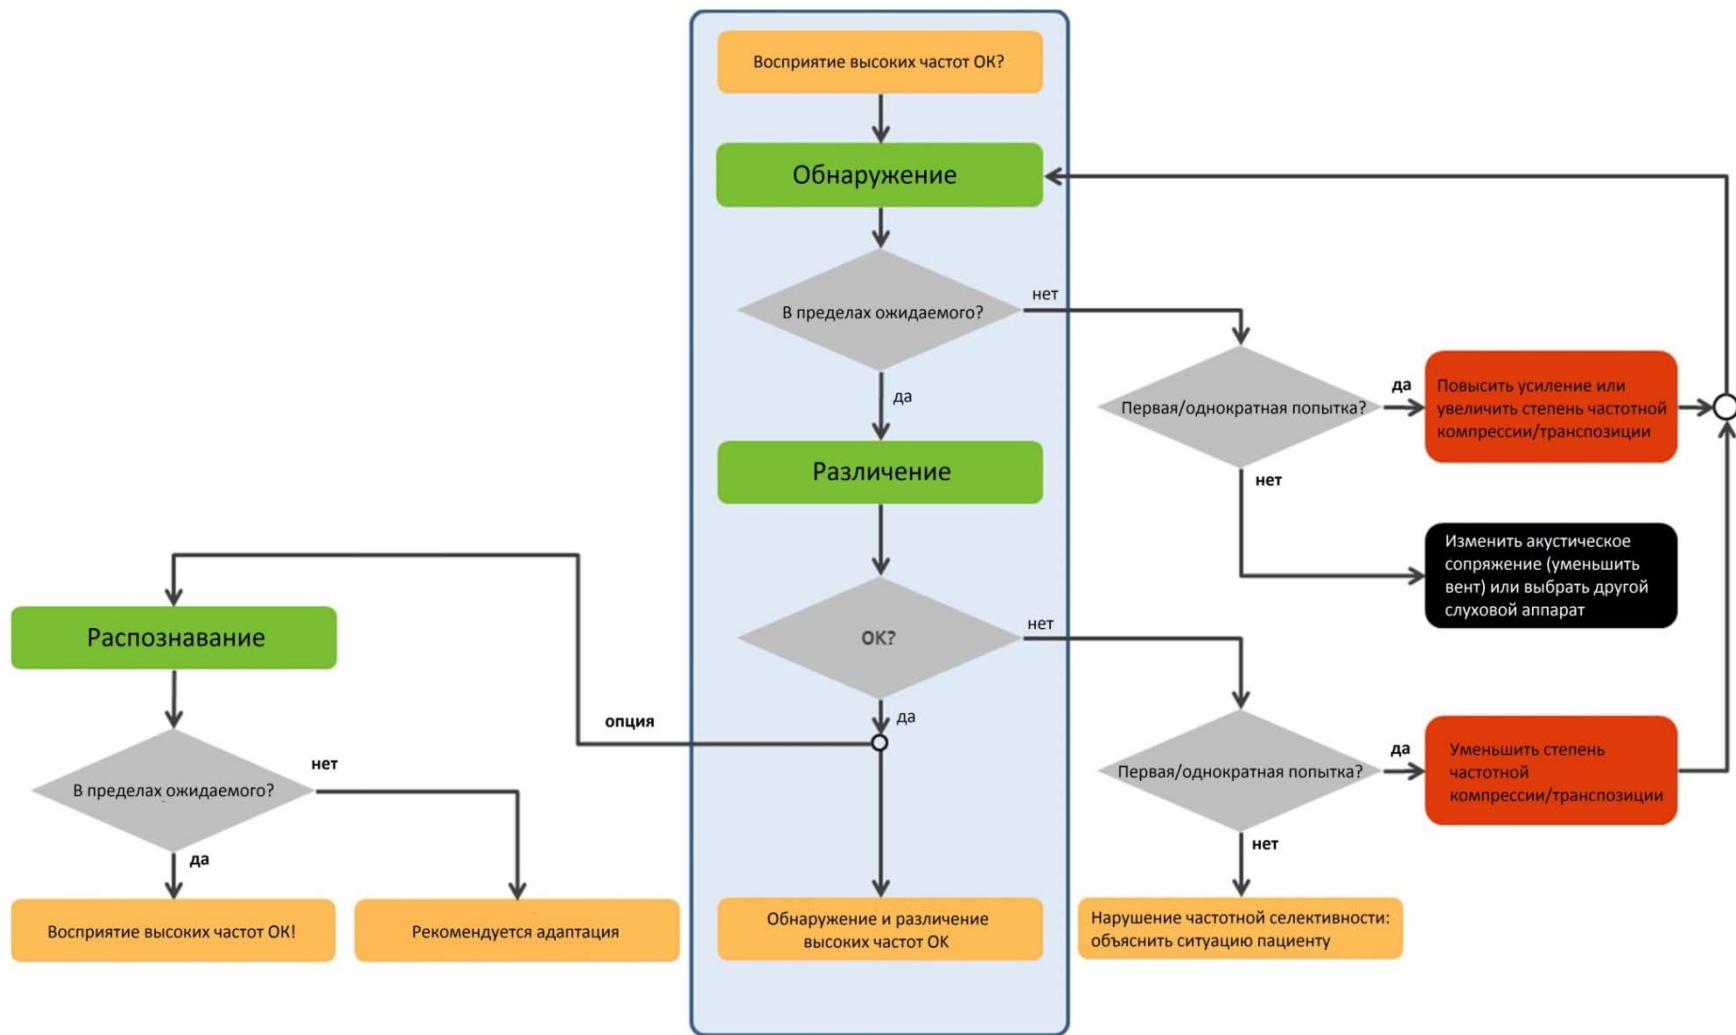 Восприятие высоких частот ОК?
Обнаружение
В пределах ожидаемого?
нет
да
Первая/однократная попытка?
да
Повысить усиление или
увеличить степень частотной
компрессии/транспозиции
нет
Изменить акустическое
сопряжение (уменьшить
вент) или выбрать другой
слуховой аппарат
Различение
ОК?
нет
да
опция
Первая/однократная попытка?
да
Уменьшить степень
частотной
компрессии/транспозиции
нет
Нарушение частотной селективности:
объяснить ситуацию пациенту
Обнаружение и различение
высоких частот ОК
Распознавание
В пределах ожидаемого?
нет
да
Восприятие высоких частот ОК!
Рекомендуется адаптация